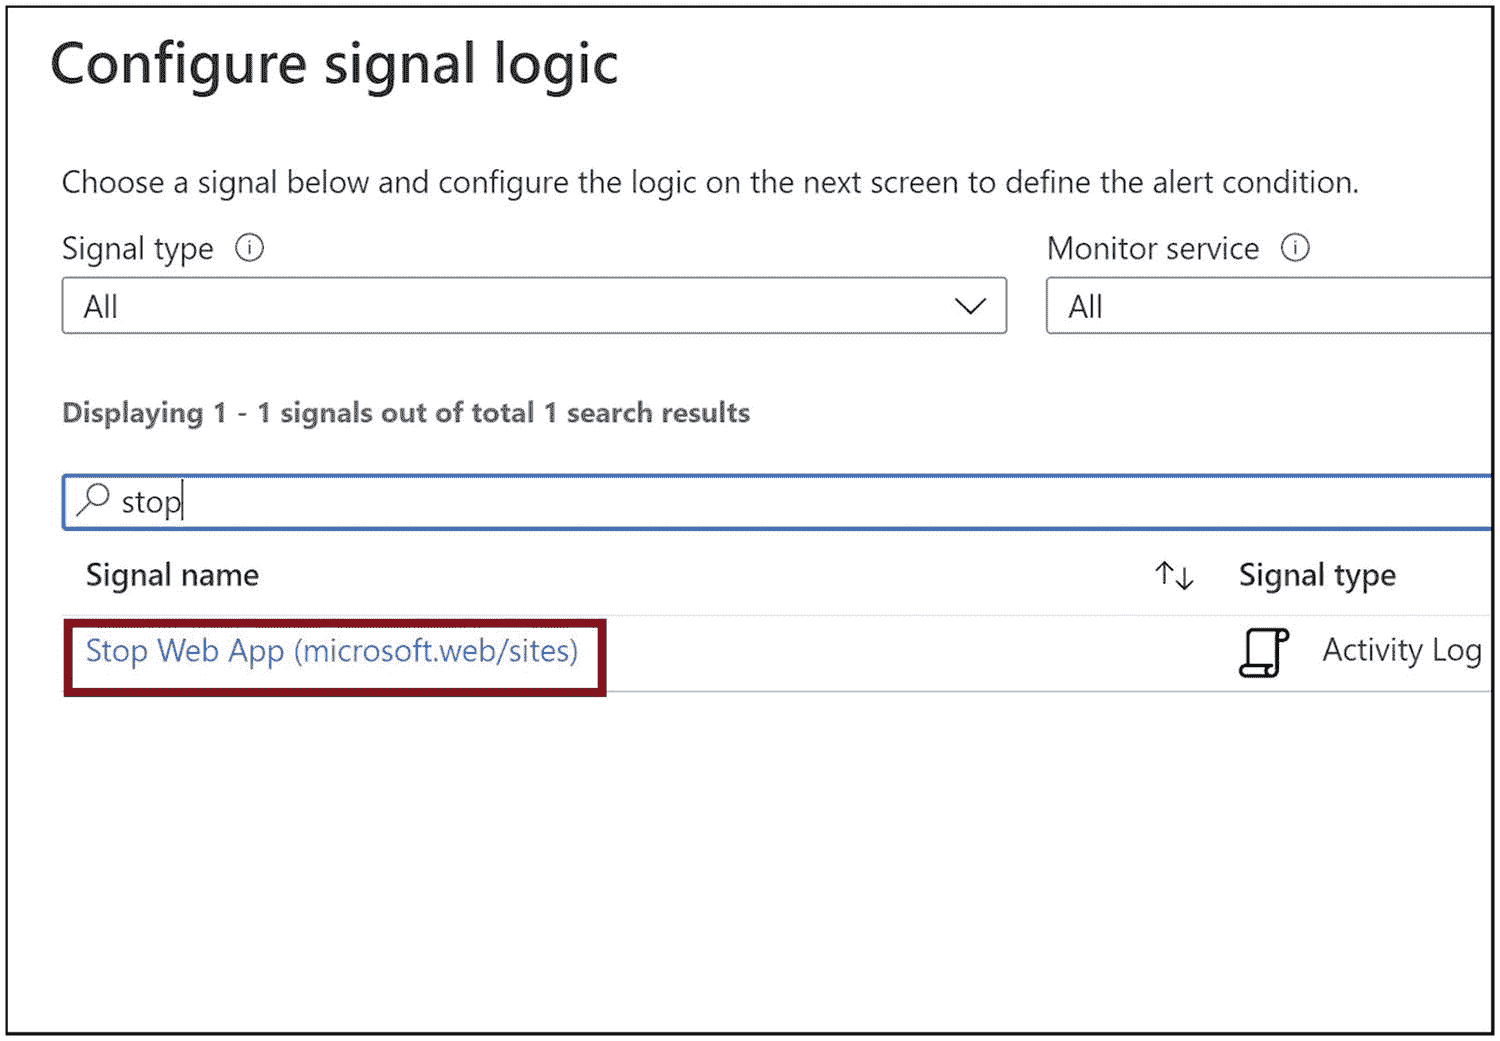 Configure signal logic
Choose a signal below and configure the logic on the next screen to define the alert condition.
Signal type
Monitor service
All
All
Displaying 1 - 1 signals out of total 1 search results
stop
Signal name
Signal type
Stop Web App (microsoft.web/sites)
Activity Log